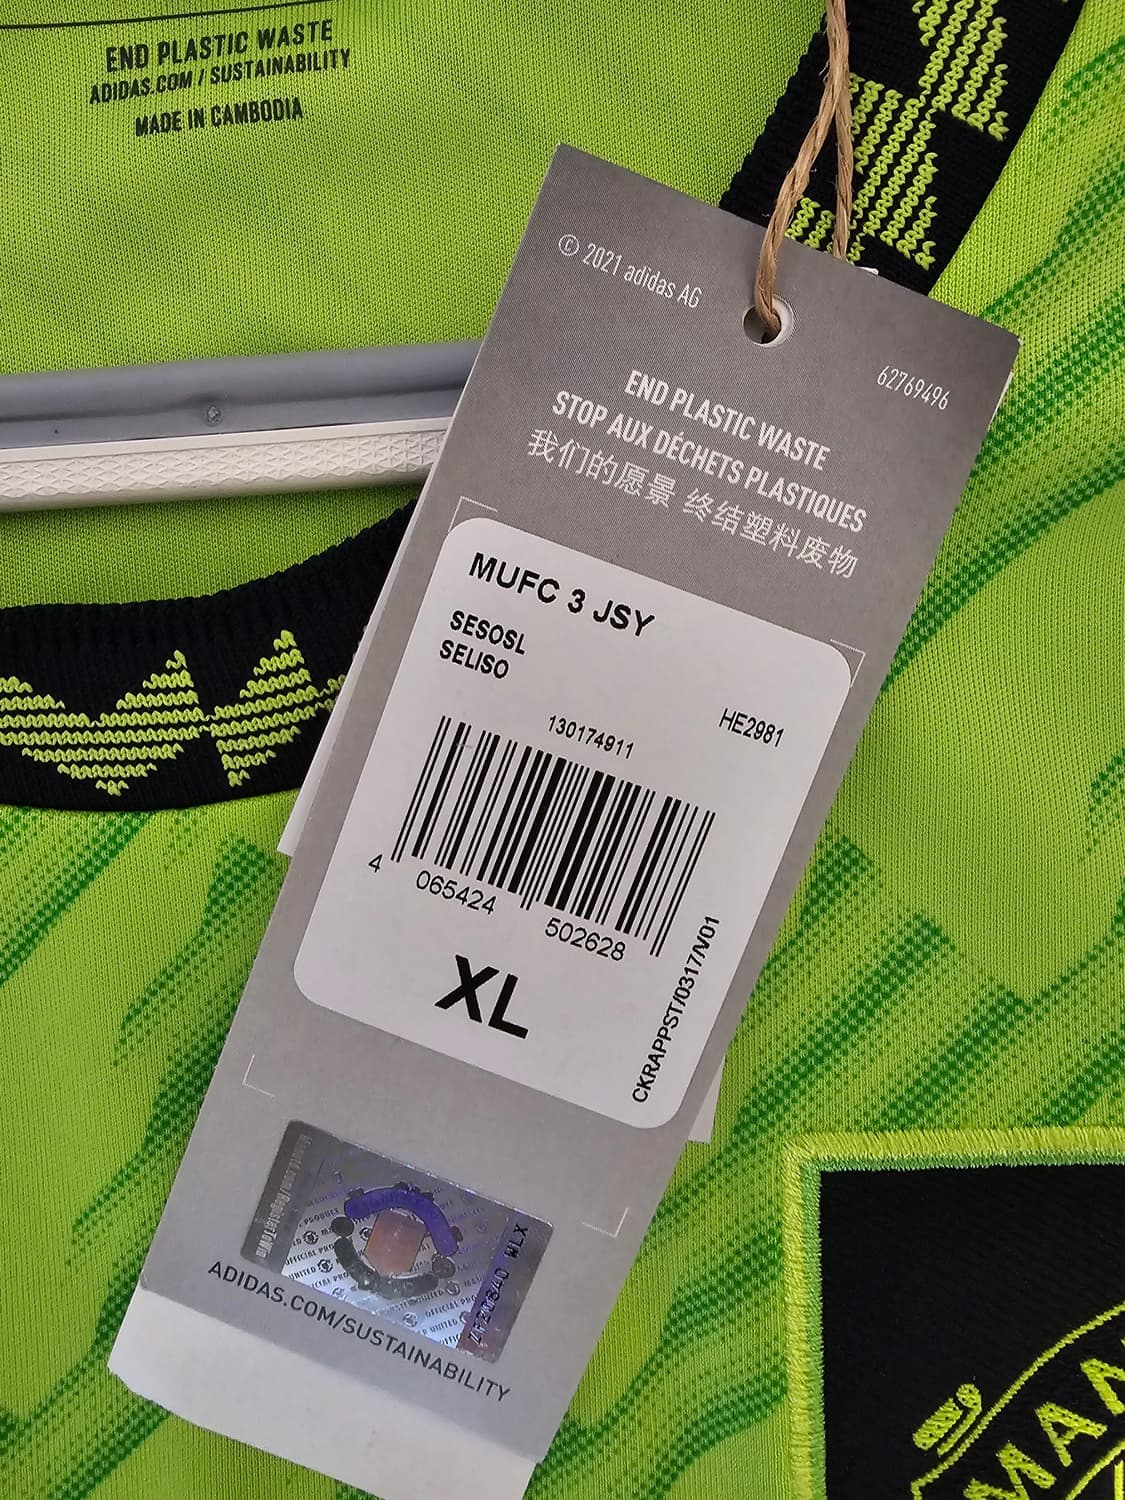 END PLASTIC WASTE
ADIDAS.COM / SUSTAINABILITY
MADE IN CAMBODIA
© 2021 adidas AG
62769496
END PLASTIC WASTE
STOP AUX DÉCHETS PLASTIQUES
我们的愿景 终结塑料废物
MUFC 3 JSY
SESOSL
SELISO
HE2981
130174911
4 065424 502628
XL
CKRAPPST/0317/V01
ADIDAS.COM/SUSTAINABILITY
MAN